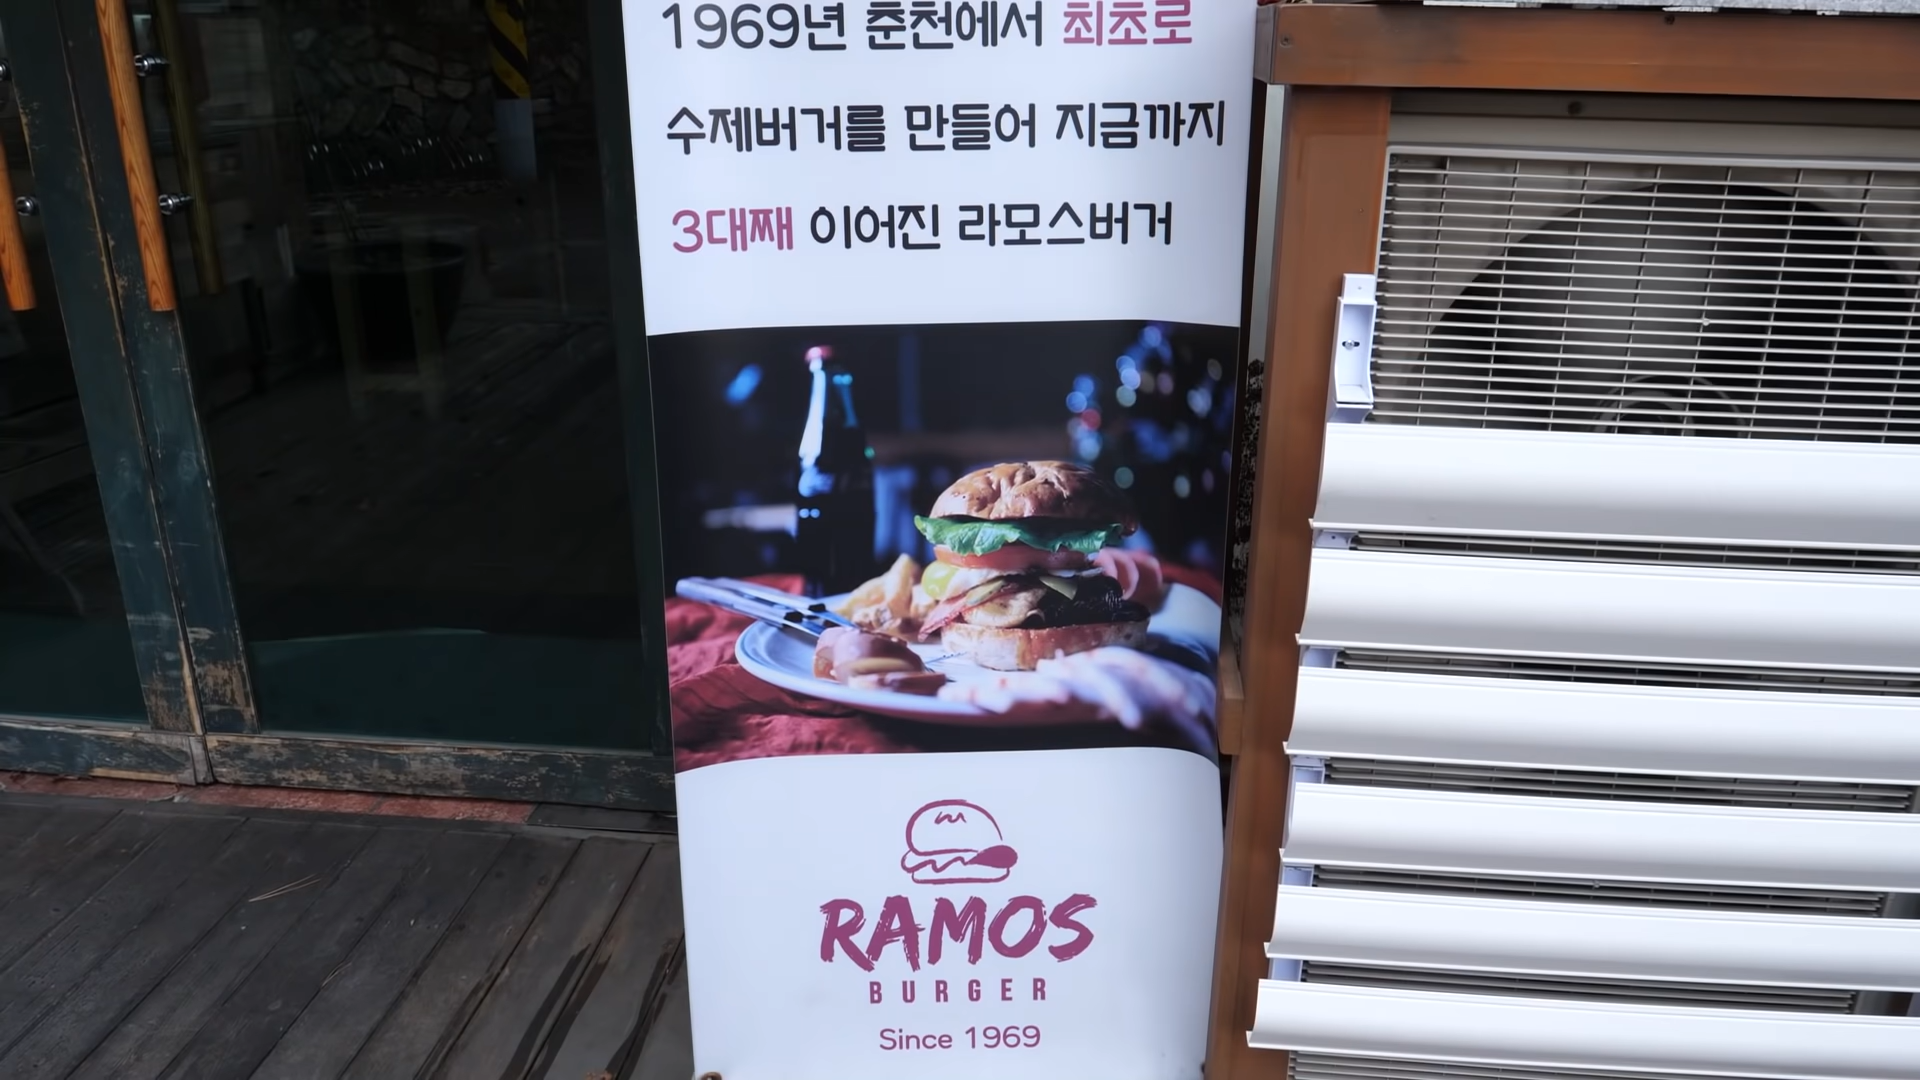 1969년 춘천에서 최초로
수제버거를 만들어 지금까지
3대째 이어진 라모스버거
RAMOS
BURGER
Since 1969